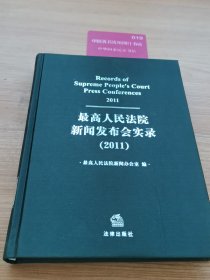 Records of
Supreme People's Court
Press Conferences
2011
最高人民法院
新闻发布会实录
(2011)
·最高人民法院新闻办公室 编·
法律出版社